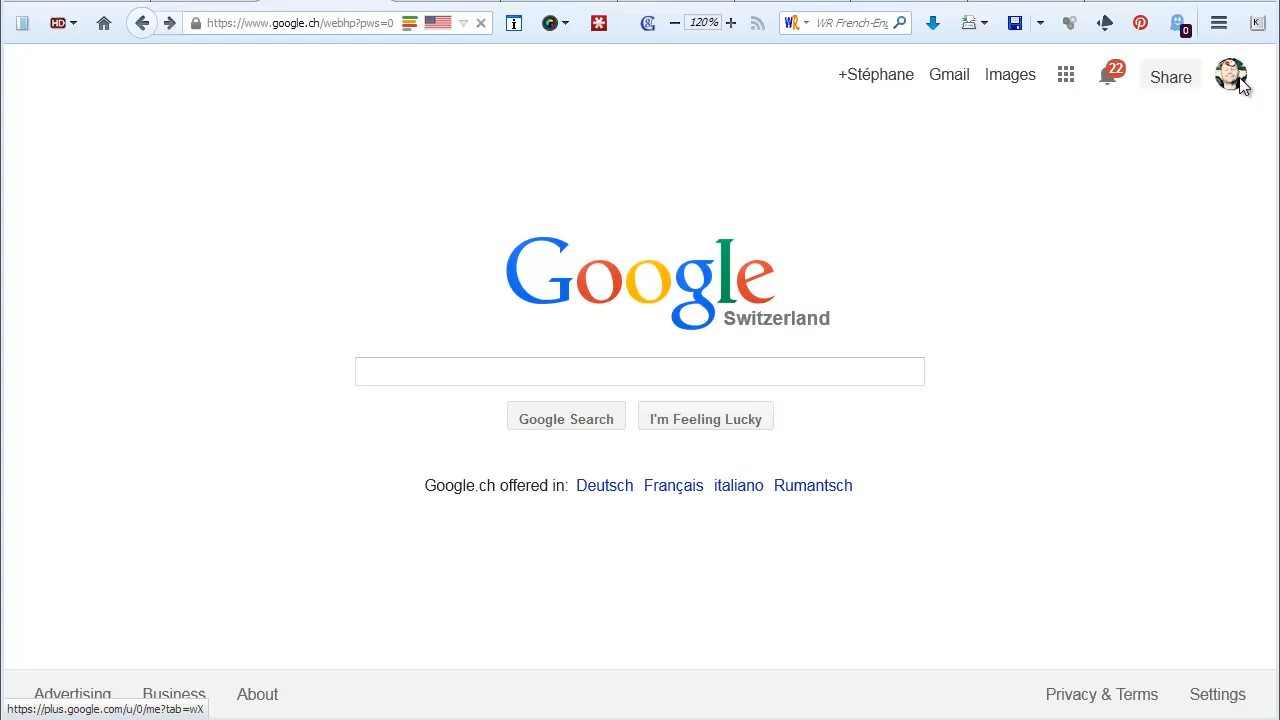 HD
https://www.google.ch/webhp?pws=0
120%
WR
WR French-Eng
0
K
+Stéphane Gmail Images 22 Share
Google
Switzerland
Google Search I'm Feeling Lucky
Google.ch offered in: Deutsch Français italiano Rumantsch
Advertising Business About Privacy & Terms Settings
https://plus.google.com/u/0/me?tab=wX